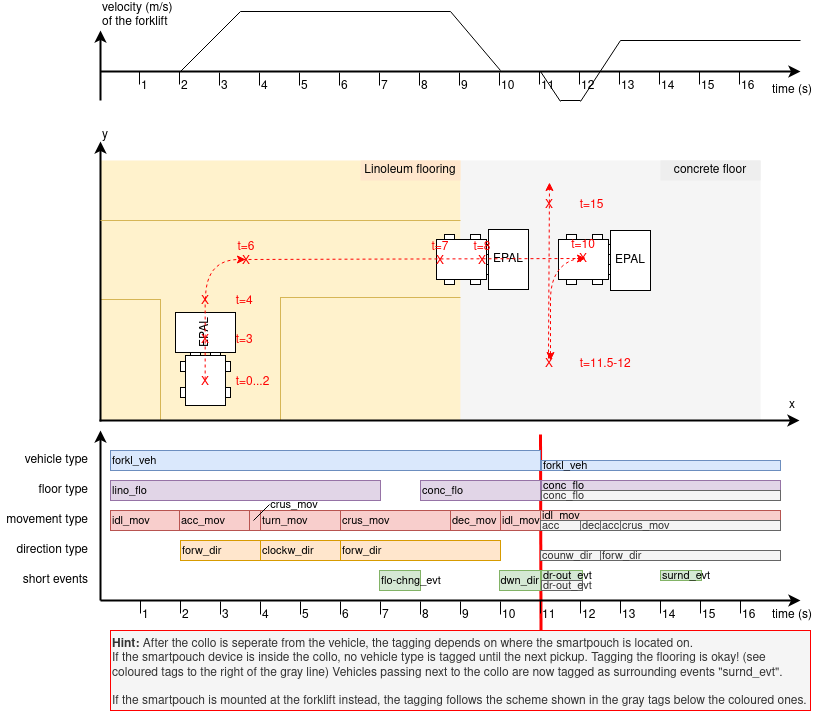 velocity (m/s)
of the forklift
1 2 3 4 5 6 7 8 9 10 11 12 13 14 15 16
time (s)
y
Linoleum flooring
concrete floor
t=15
t=6
t=7
t=8
t=10
EPAL
EPAL
t=4
EPAL
t=3
t=11.5-12
t=0...2
x
vehicle type
forkl_veh
forkl_veh
floor type
lino_flo
conc_flo
conc_flo
conc_flo
crus_mov
movement type
idl_mov
acc_mov
turn_mov
crus_mov
dec_mov
idl_mov
idl_mov
acc
dec
acc
crus_mov
direction type
forw_dir
clockw_dir
forw_dir
counw_dir
forw_dir
short events
flo-chng_evt
dwn_dir
dr-out_evt
dr-out_evt
surnd_evt
1 2 3 4 5 6 7 8 9 10 11 12 13 14 15 16
time (s)
Hint: After the collo is seperate from the vehicle, the tagging depends on where the smartpouch is located on.
If the smartpouch device is inside the collo, no vehicle type is tagged until the next pickup. Tagging the flooring is okay! (see
coloured tags to the right of the gray line) Vehicles passing next to the collo are now tagged as surrounding events "surnd_evt".
If the smartpouch is mounted at the forklift instead, the tagging follows the scheme shown in the gray tags below the coloured ones.